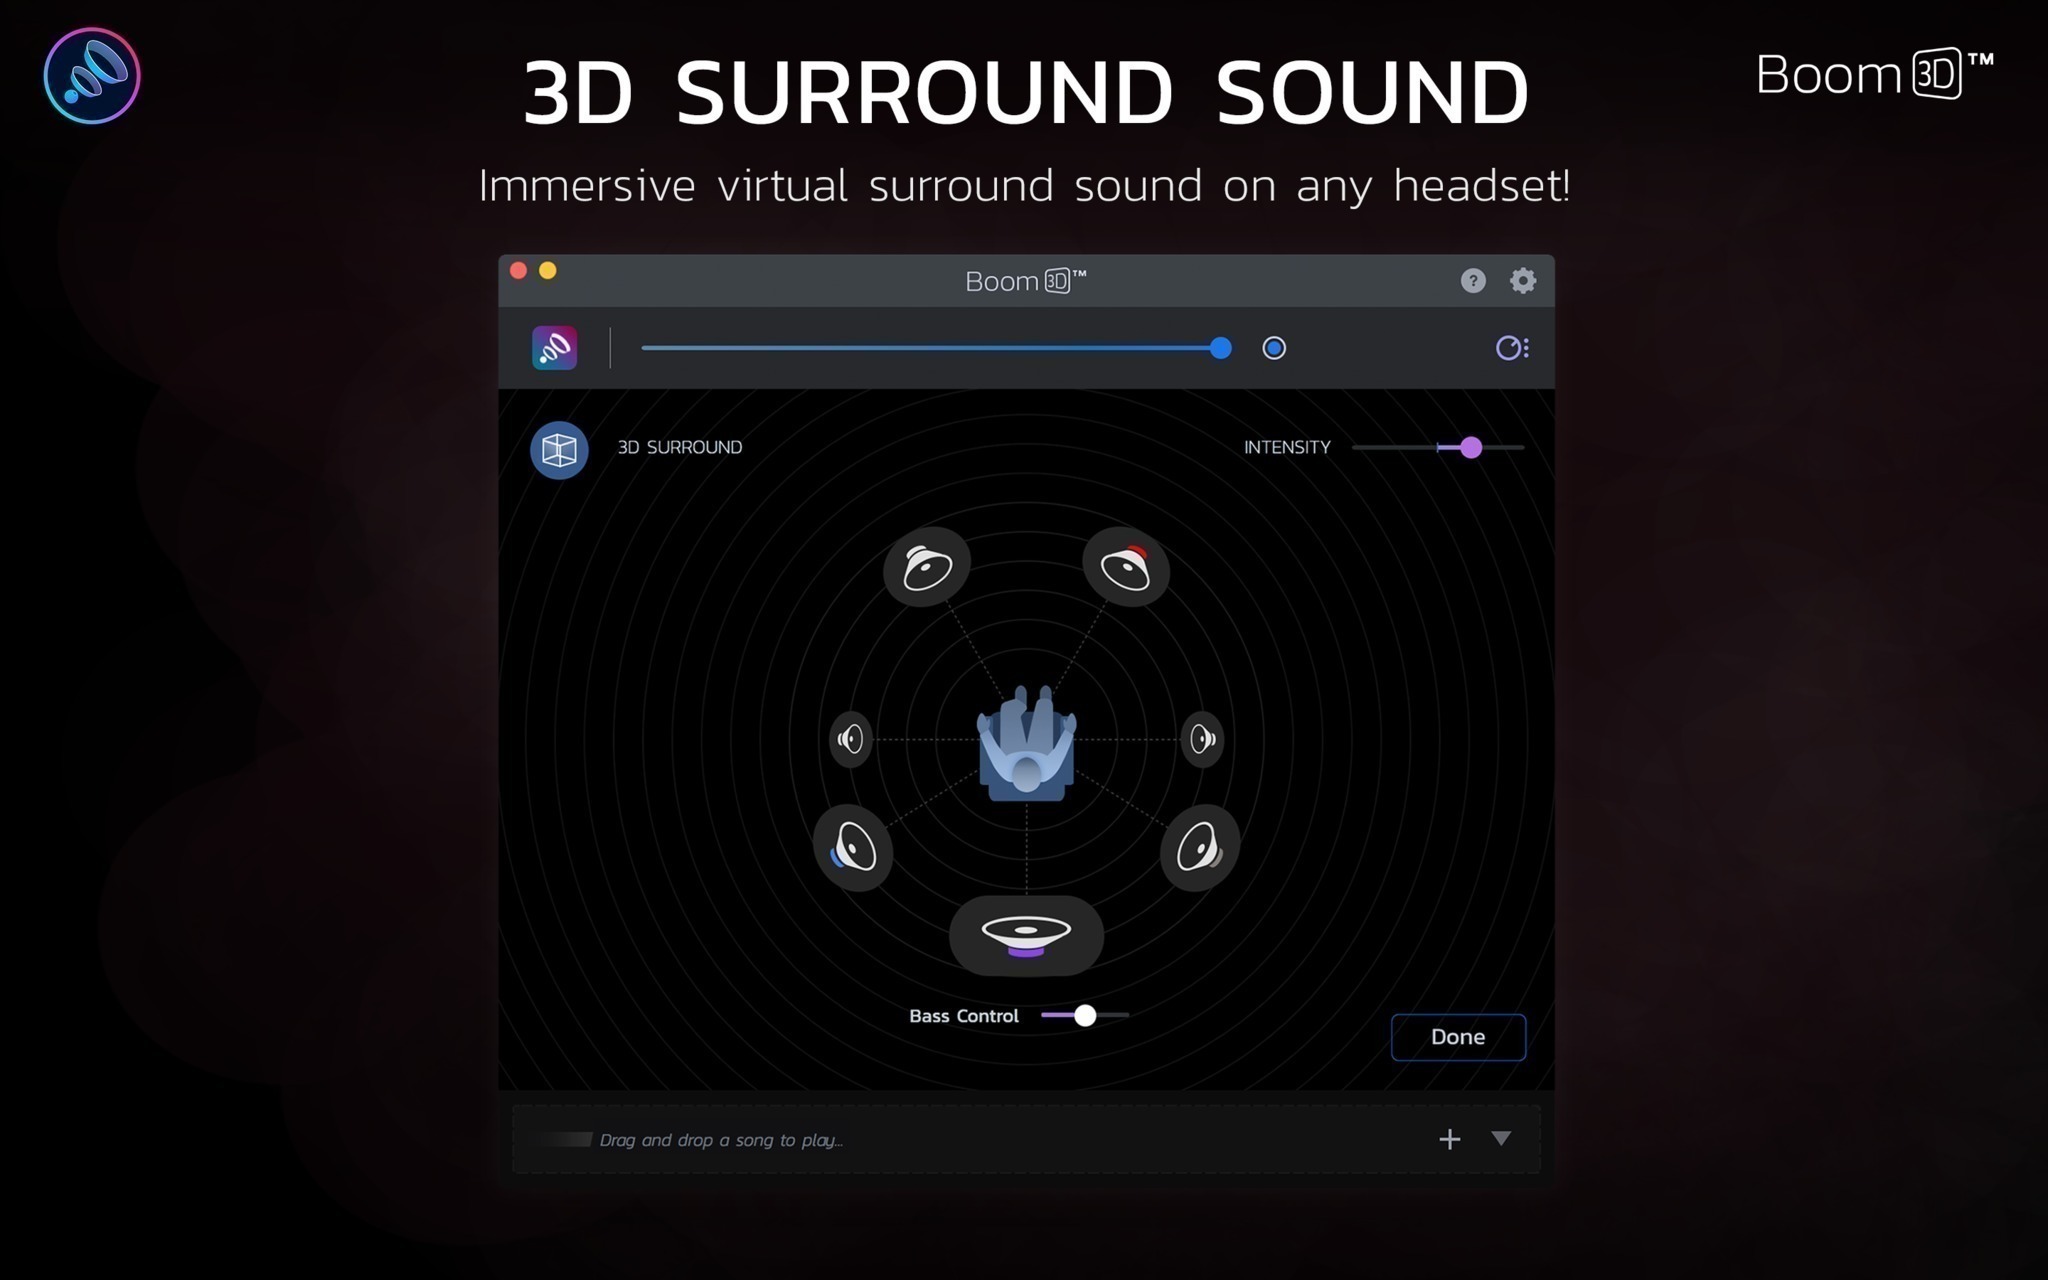 3D SURROUND SOUND
Boom 3D™
Immersive virtual surround sound on any headset!
Boom 3D™
?
3D SURROUND
INTENSITY
Bass Control
Done
Drag and drop a song to play...